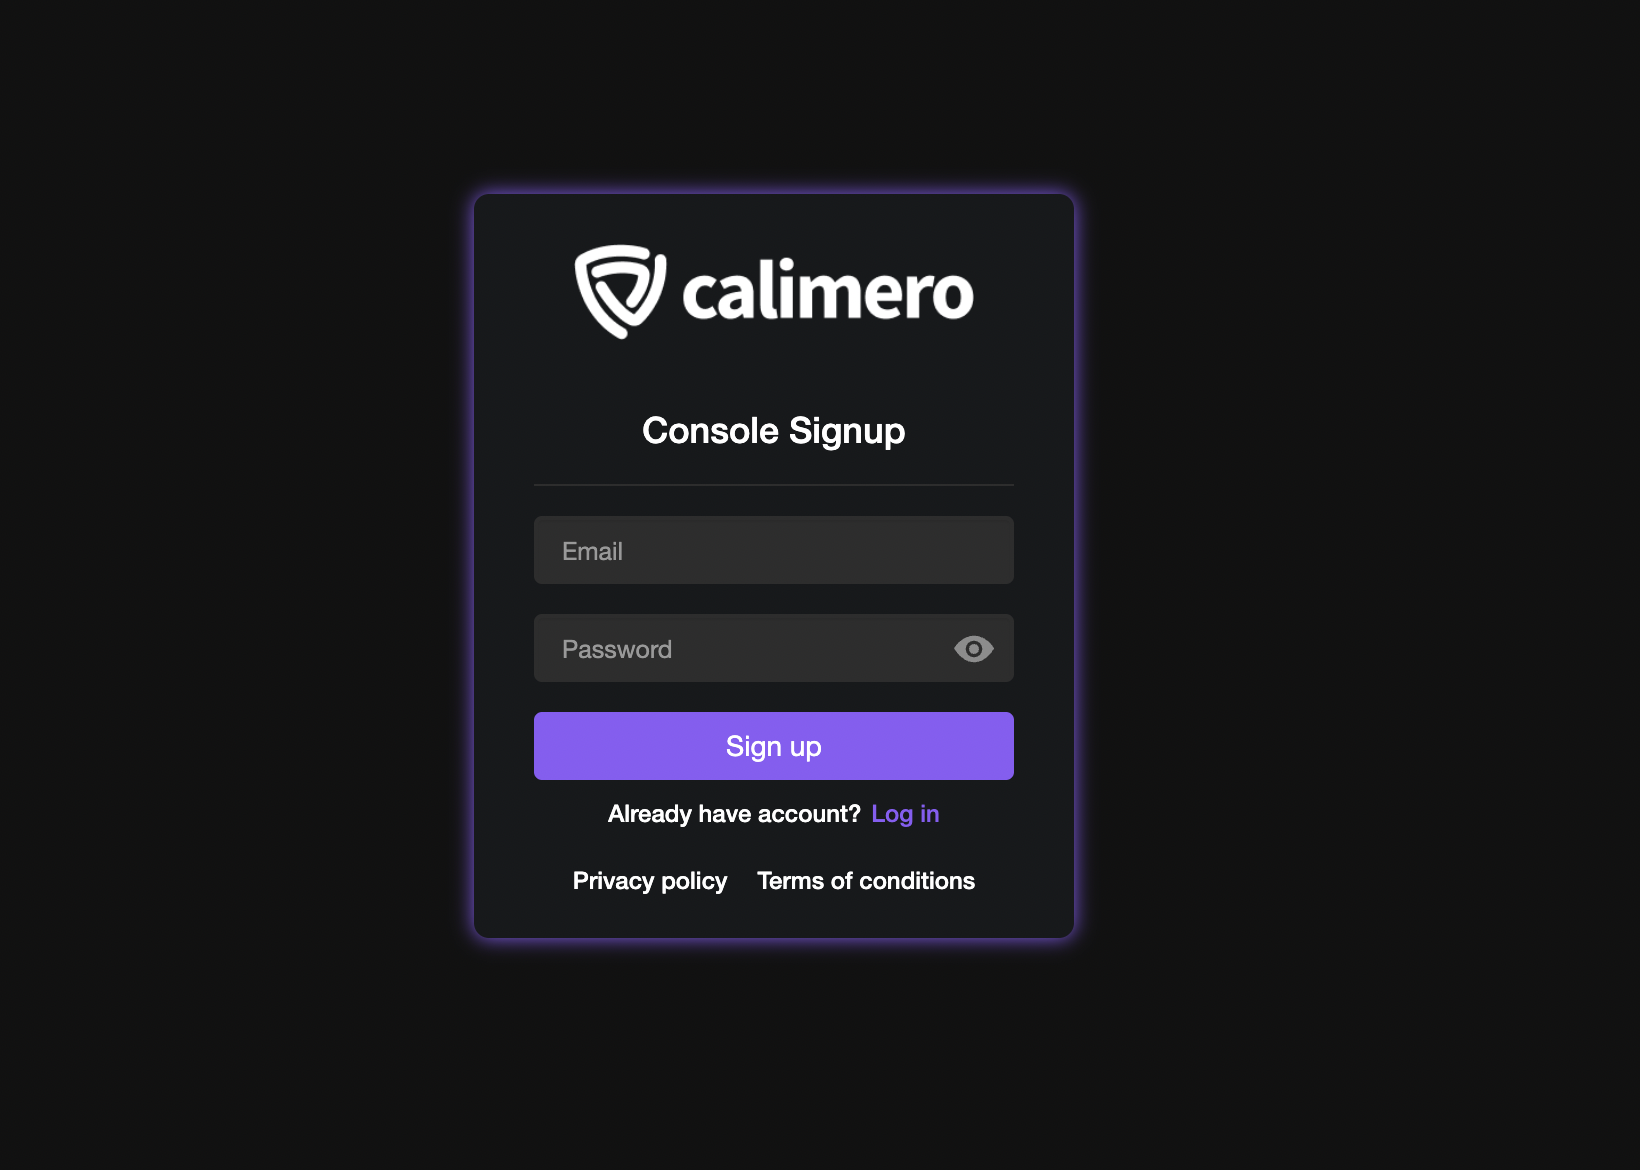 calimero
Console Signup
Email
Password
Sign up
Already have account? Log in
Privacy policy Terms of conditions